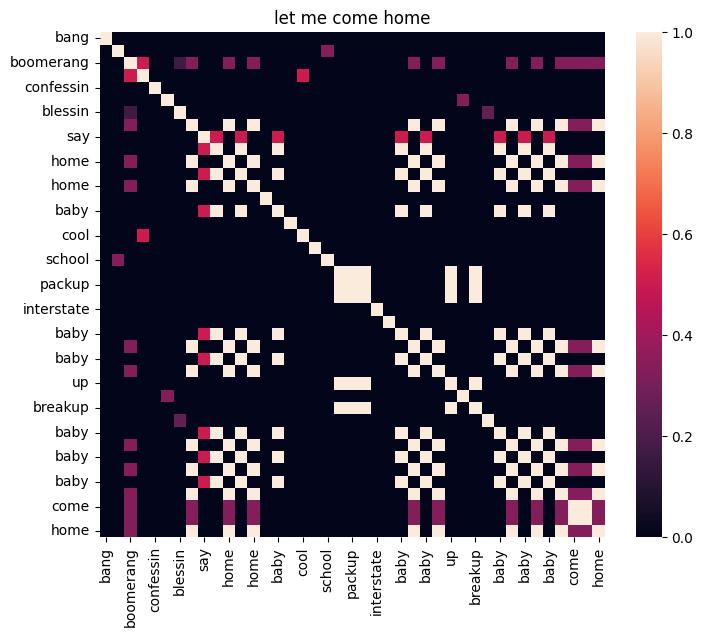 let me come home
bang
boomerang
confessin
blessin
say
home
home
baby
cool
school
packup
interstate
baby
baby
up
breakup
baby
baby
baby
come
home
1.0
0.8
0.6
0.4
0.2
0.0
bang
boomerang
confessin
blessin
say
home
home
baby
cool
school
packup
interstate
baby
baby
up
breakup
baby
baby
baby
come
home